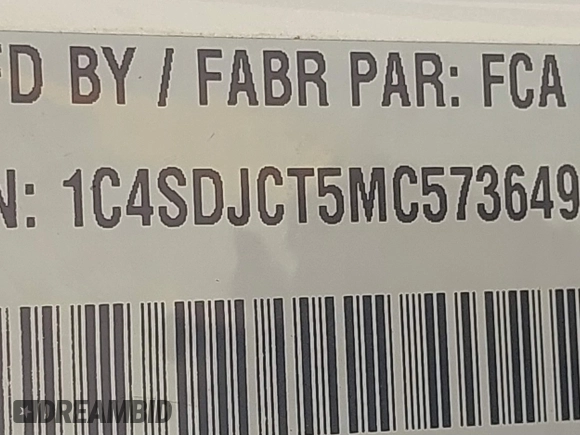 FD BY / FABR PAR: FCA
N: 1C4SDJCT5MC573649
DREAMBID